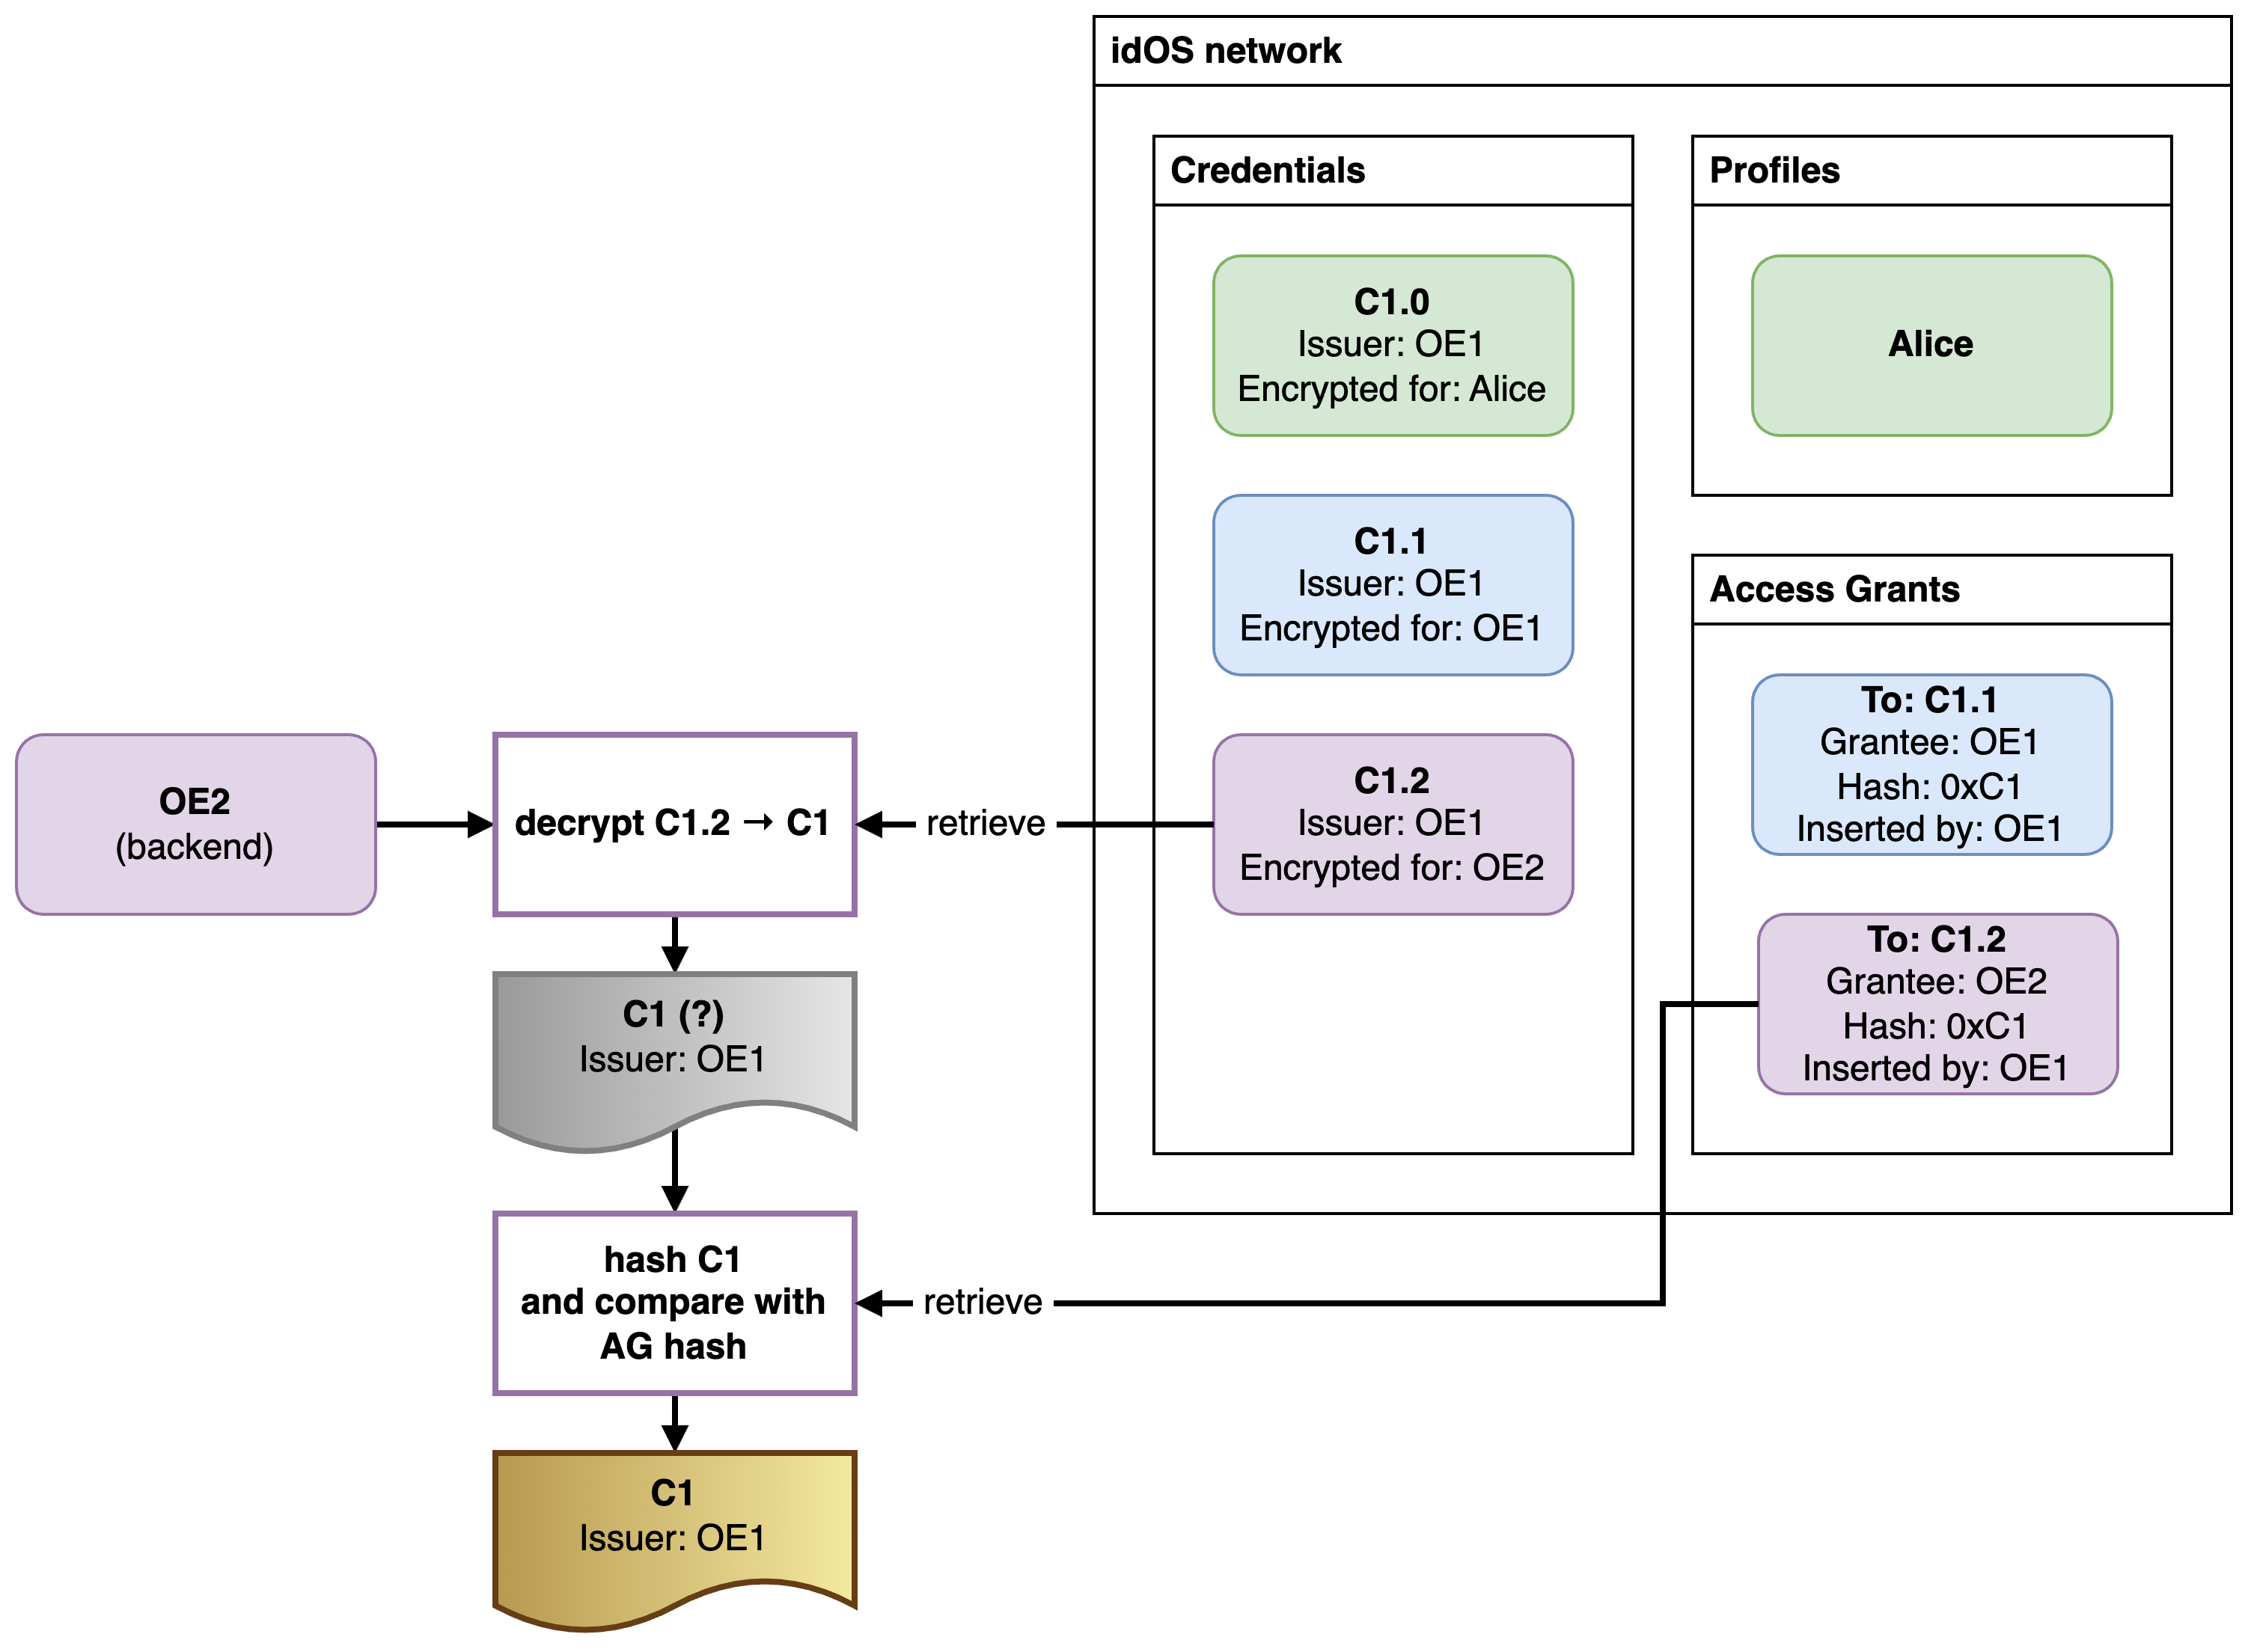 idOS network
Credentials
C1.0
Issuer: OE1
Encrypted for: Alice
C1.1
Issuer: OE1
Encrypted for: OE1
C1.2
Issuer: OE1
Encrypted for: OE2
Profiles
Alice
Access Grants
To: C1.1
Grantee: OE1
Hash: 0xC1
Inserted by: OE1
To: C1.2
Grantee: OE2
Hash: 0xC1
Inserted by: OE1
OE2
(backend)
decrypt C1.2 → C1
retrieve
C1 (?)
Issuer: OE1
hash C1
and compare with
AG hash
retrieve
C1
Issuer: OE1